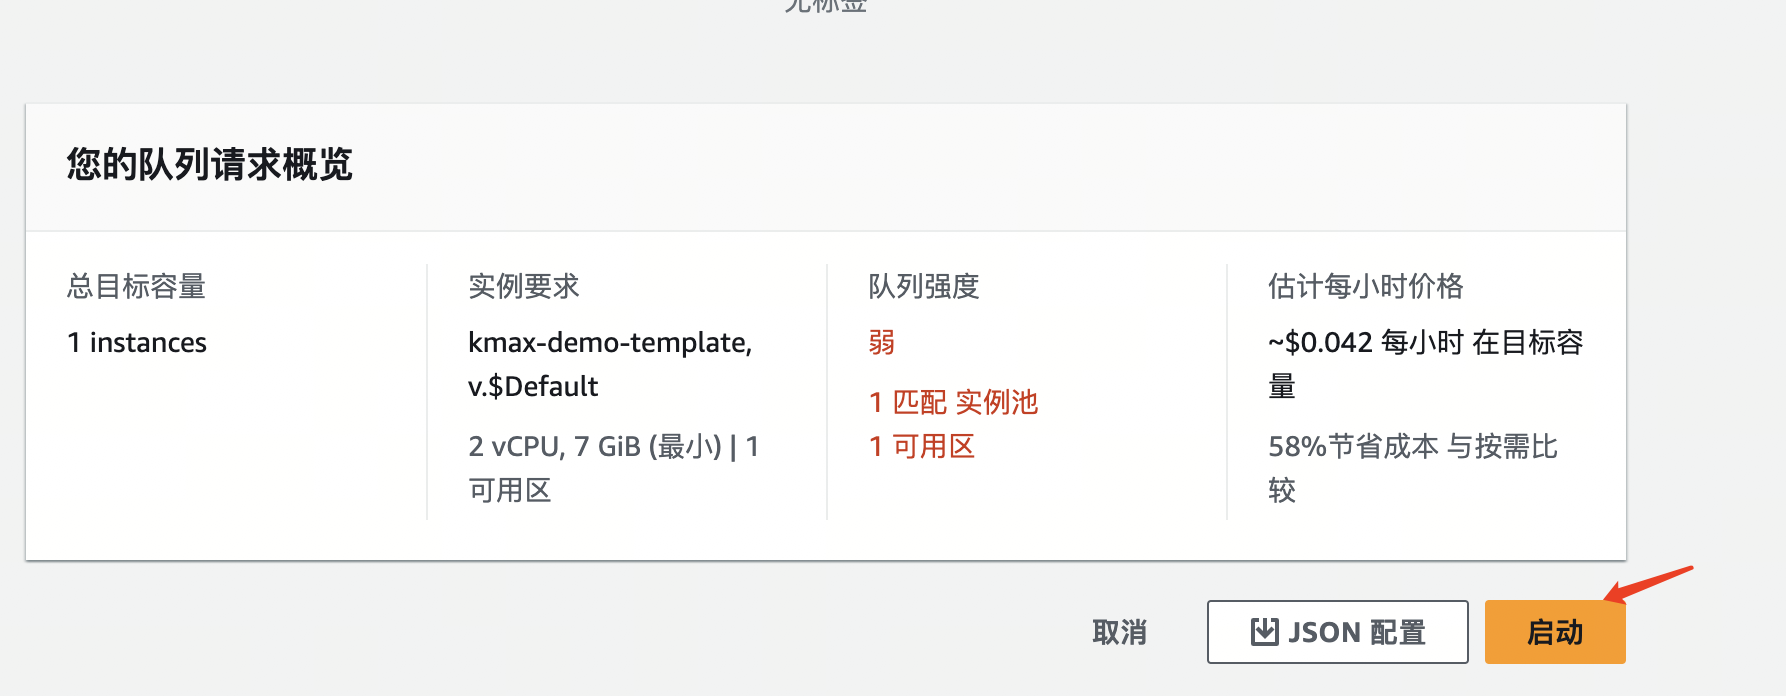 无标签
您的队列请求概览
总目标容量
1 instances
实例要求
kmax-demo-template,
v.$Default
2 vCPU, 7 GiB (最小) | 1
可用区
队列强度
弱
1 匹配 实例池
1 可用区
估计每小时价格
~$0.042 每小时 在目标容
量
58%节省成本 与按需比
较
取消
JSON 配置
启动